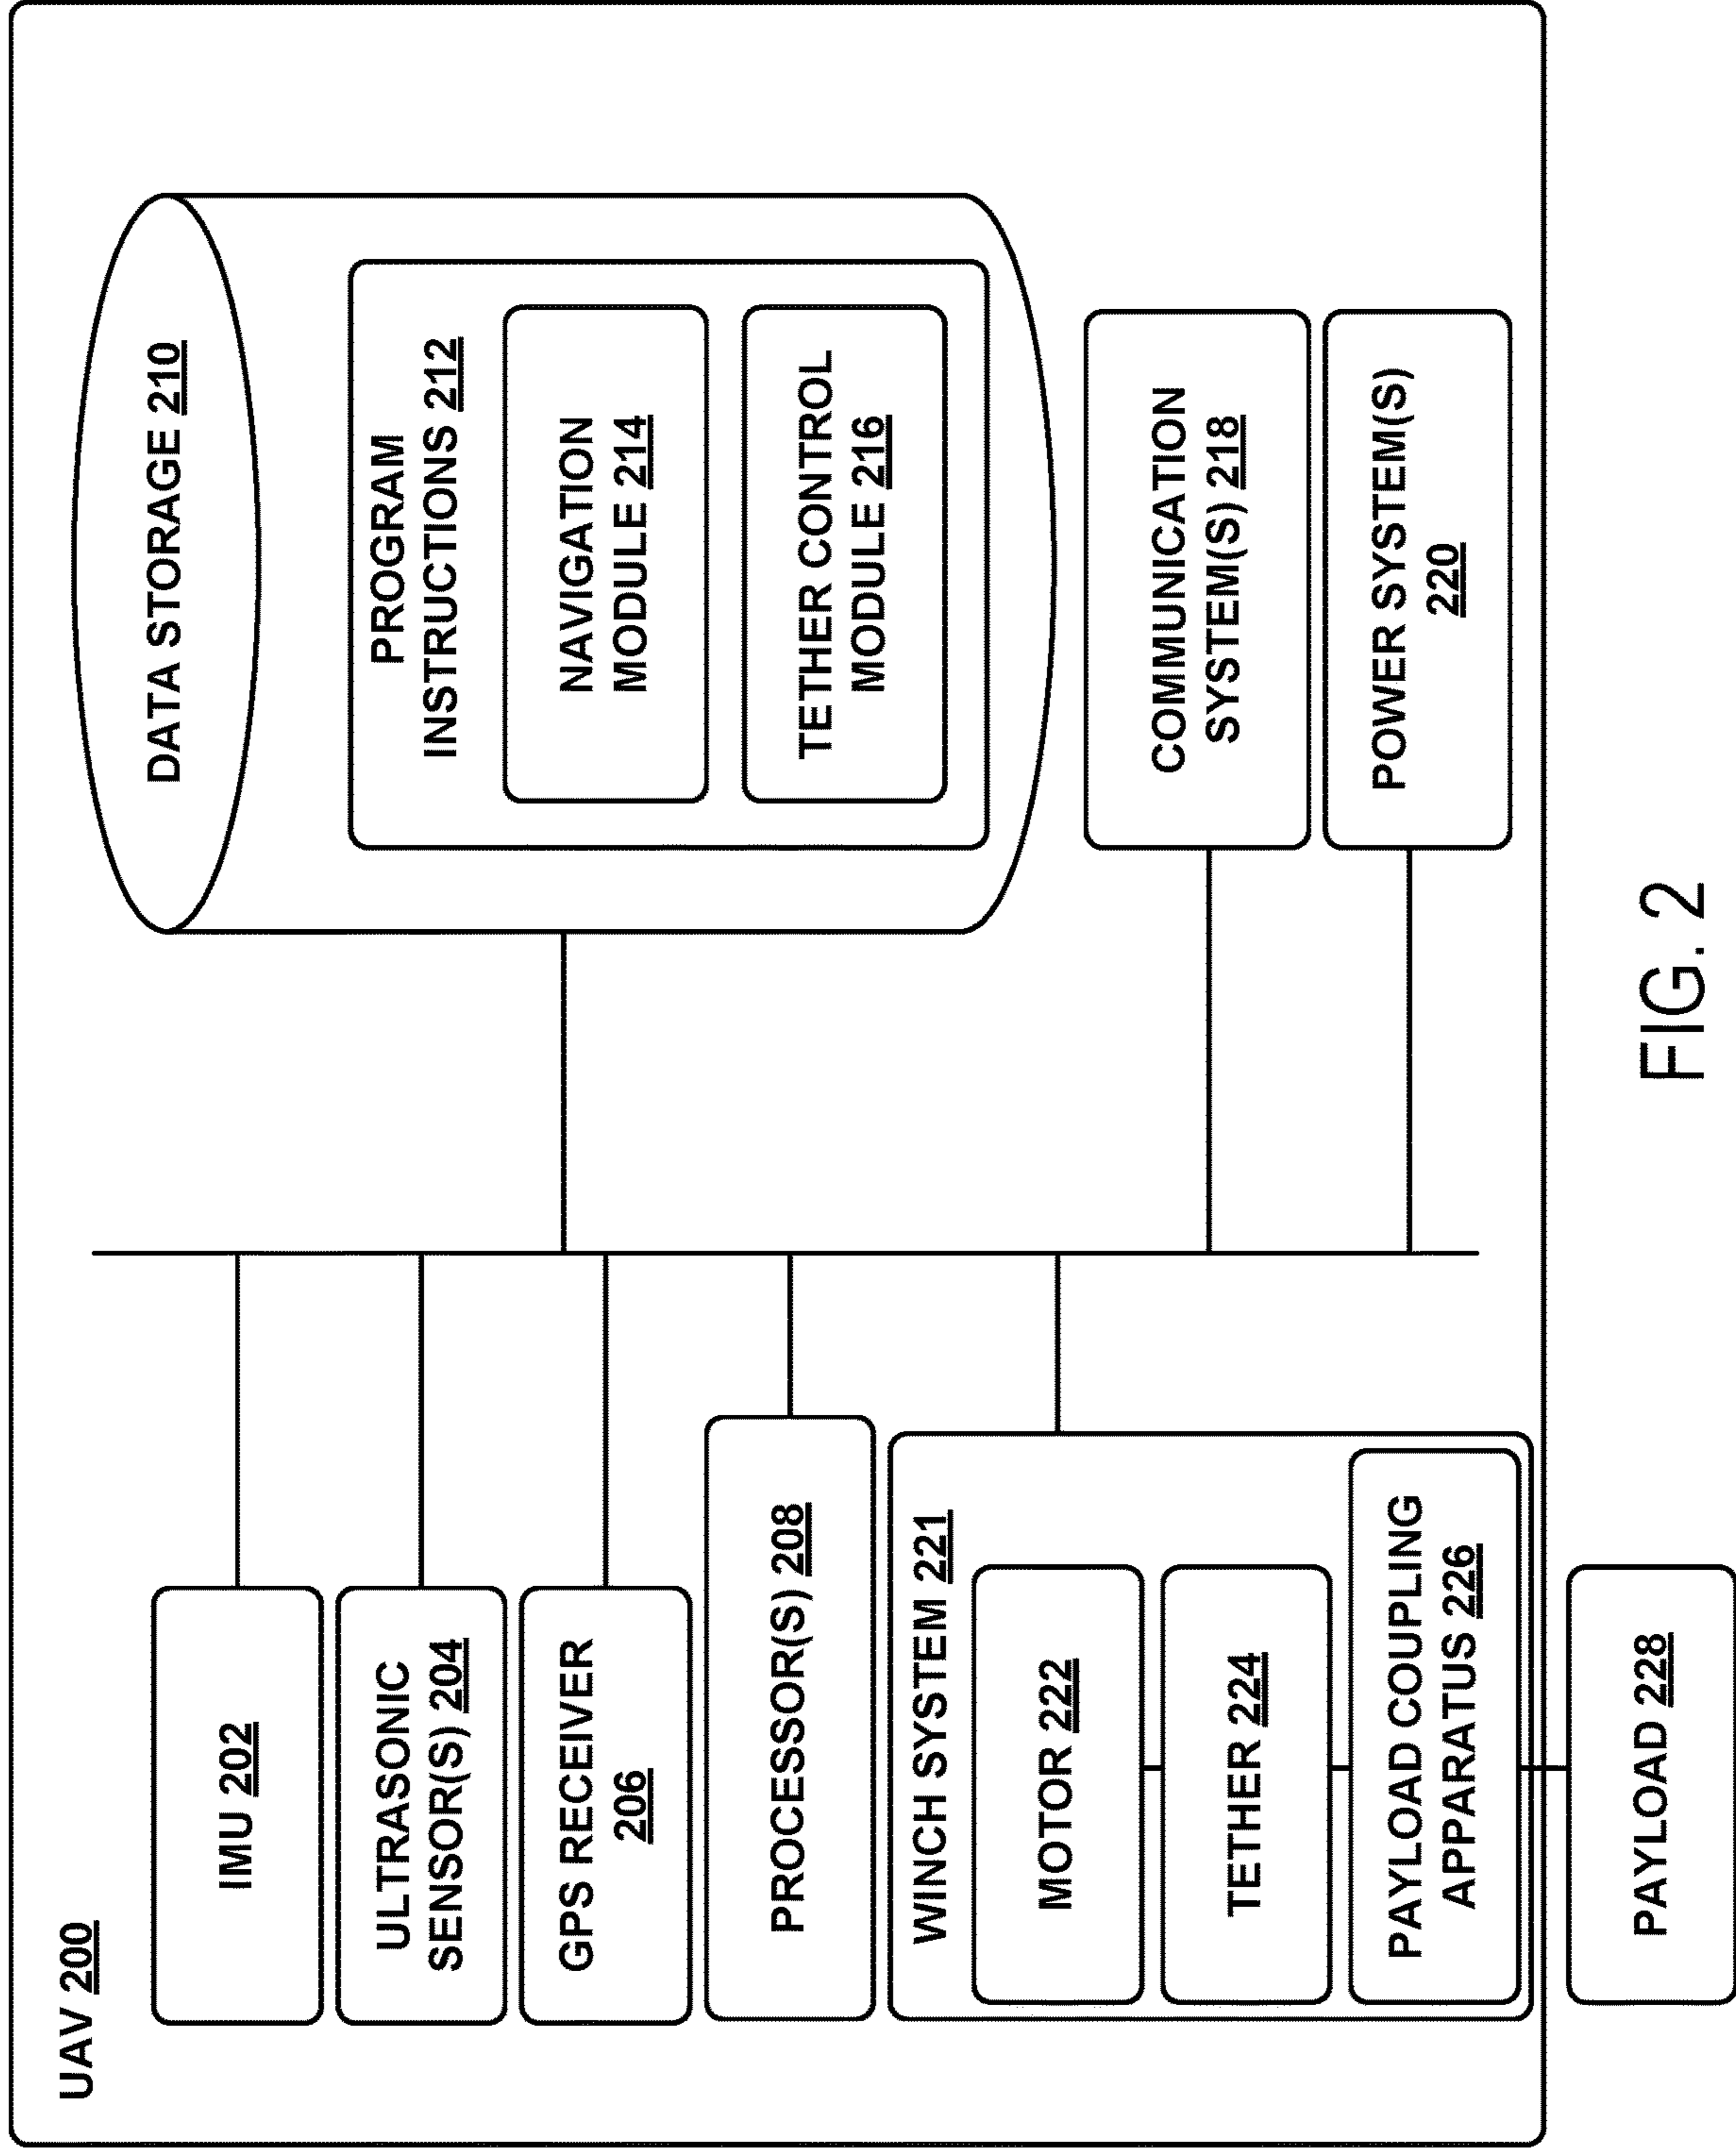 UAV 200
IMU 202
ULTRASONIC
SENSOR(S) 204
GPS RECEIVER
206
PROCESSOR(S) 208
WINCH SYSTEM 221
MOTOR 222
TETHER 224
PAYLOAD COUPLING
APPARATUS 226
PAYLOAD 228
DATA STORAGE 210
PROGRAM
INSTRUCTIONS 212
NAVIGATION
MODULE 214
TETHER CONTROL
MODULE 216
COMMUNICATION
SYSTEM(S) 218
POWER SYSTEM(S)
220
FIG. 2